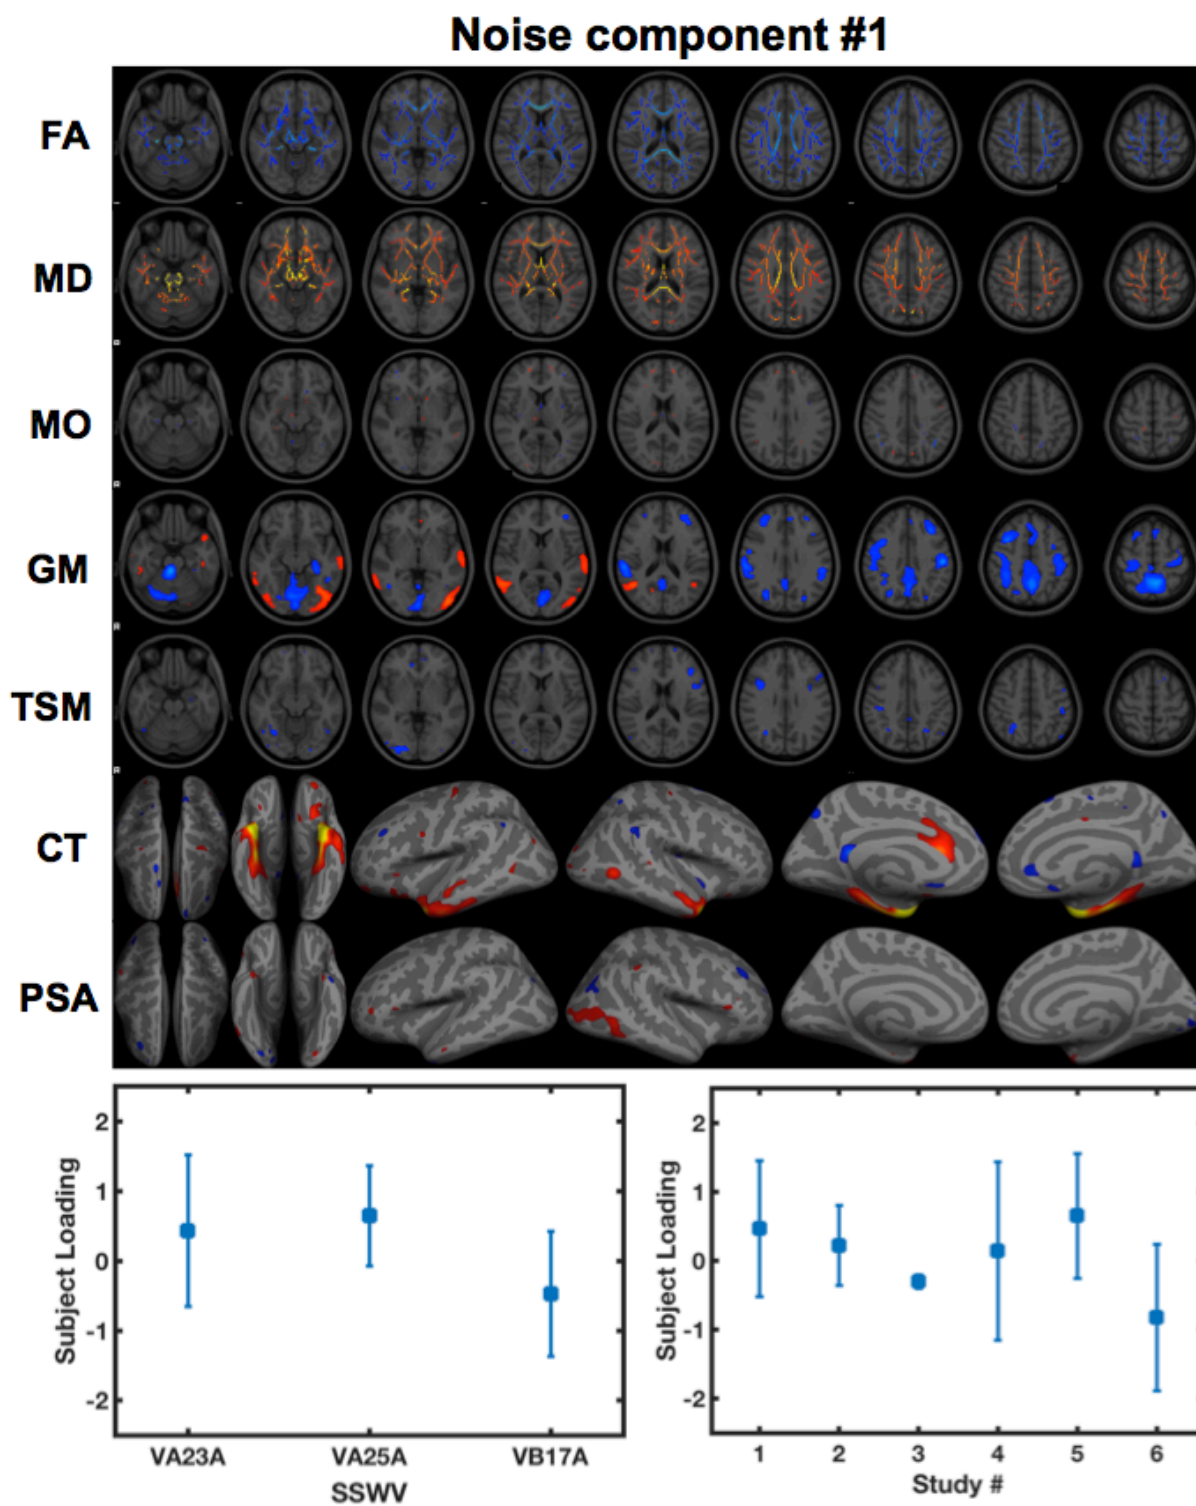 Noise component #1
FA
MD
MO
GM
TSM
CT
PSA
Subject Loading
2
1
0
-1
-2
VA23A VA25A VB17A
SSWV
Subject Loading
2
1
0
-1
-2
1 2 3 4 5 6
Study #